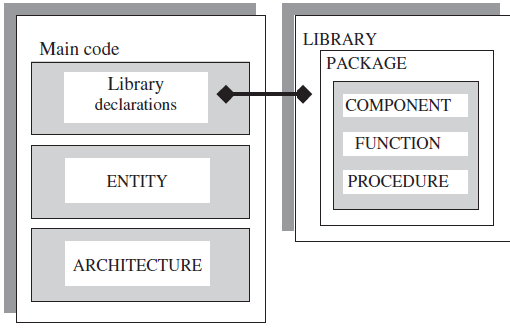 Main code
Library
declarations
ENTITY
ARCHITECTURE
LIBRARY
PACKAGE
COMPONENT
FUNCTION
PROCEDURE